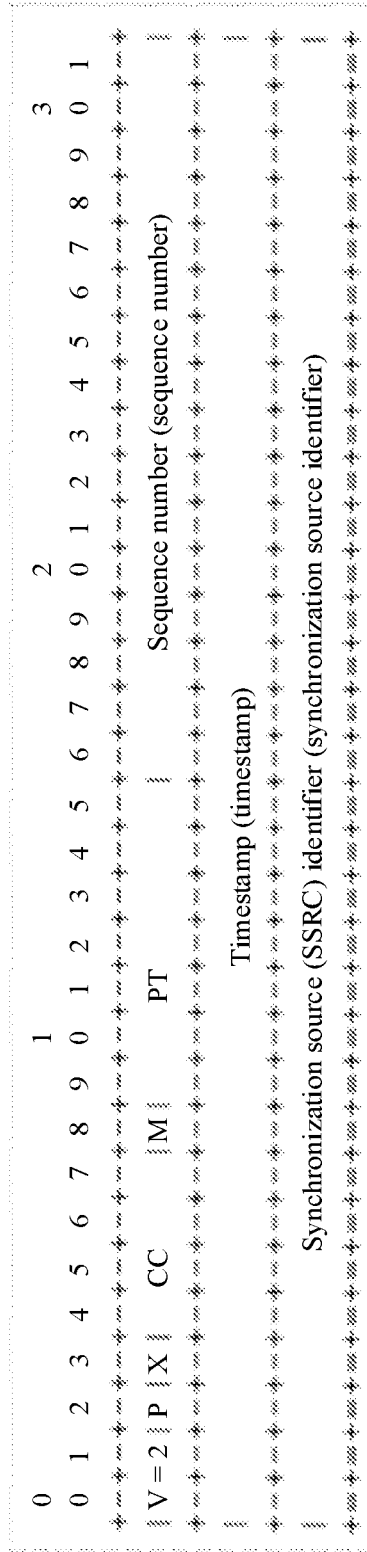 0 1 2 3
0 1 2 3 4 5 6 7 8 9 0 1 2 3 4 5 6 7 8 9 0 1 2 3 4 5 6 7 8 9 0 1
+-+-+-+-+-+-+-+-+-+-+-+-+-+-+-+-+-+-+-+-+-+-+-+-+-+-+-+-+-+-+-+-+
| V = 2 | P | X | CC | M | PT | Sequence number (sequence number) |
+-+-+-+-+-+-+-+-+-+-+-+-+-+-+-+-+-+-+-+-+-+-+-+-+-+-+-+-+-+-+-+-+
| Timestamp (timestamp) |
+-+-+-+-+-+-+-+-+-+-+-+-+-+-+-+-+-+-+-+-+-+-+-+-+-+-+-+-+-+-+-+-+
| Synchronization source (SSRC) identifier (synchronization source identifier) |
+=+=+=+=+=+=+=+=+=+=+=+=+=+=+=+=+=+=+=+=+=+=+=+=+=+=+=+=+=+=+=+=+